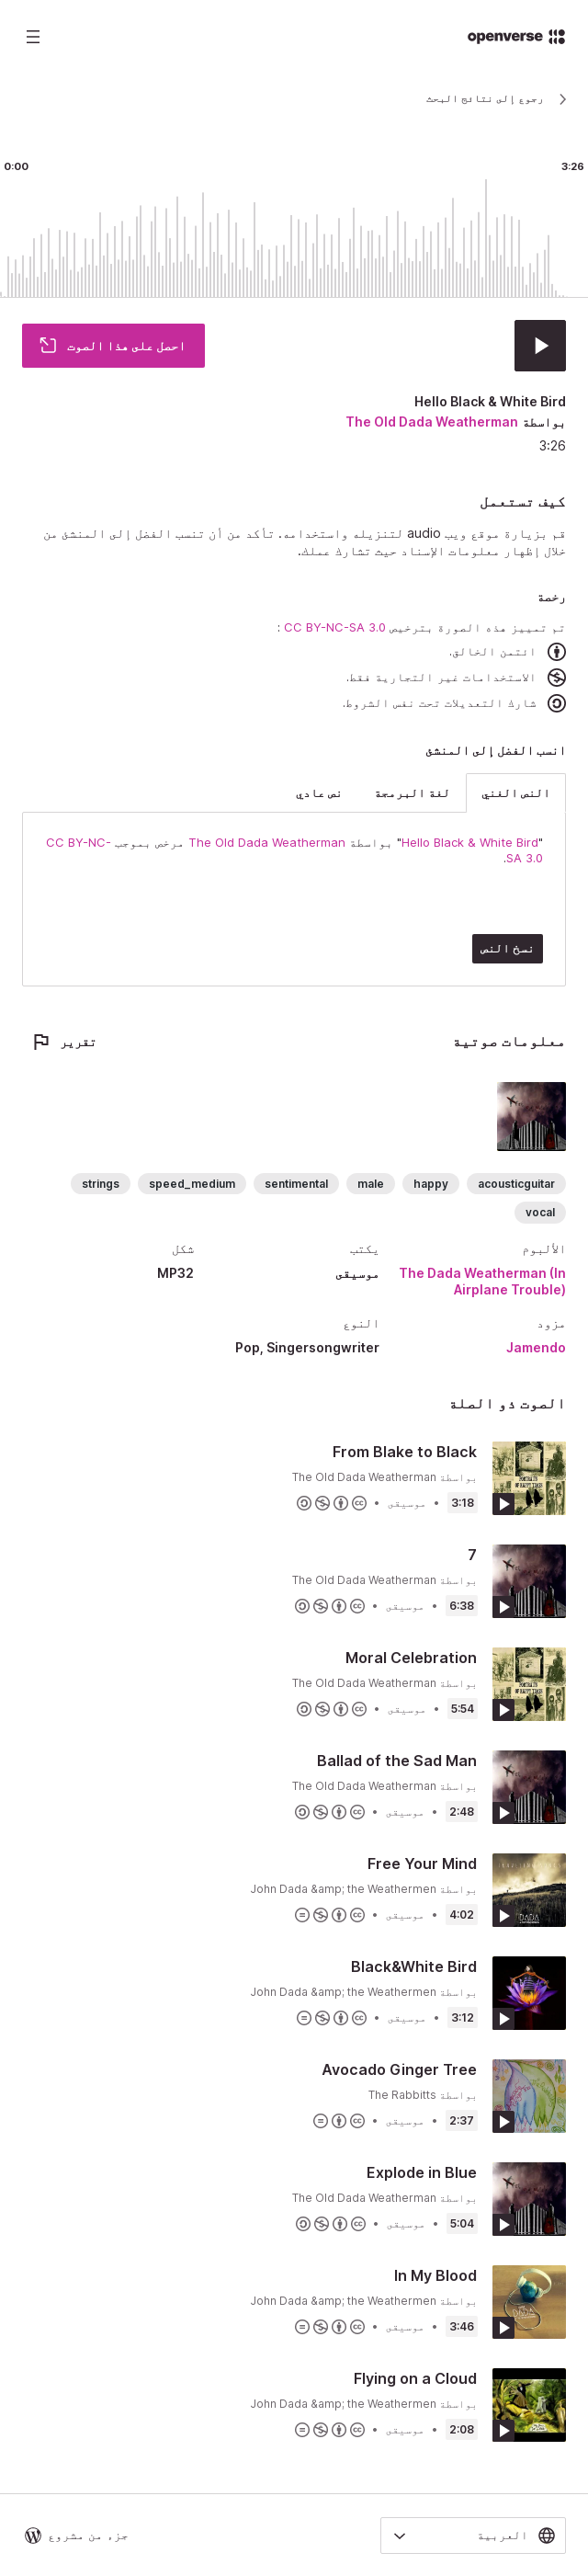 openverse
رجوع إلى نتائج البحث
3:26
0:00
احصل على هذا الصوت
Hello Black & White Bird
بواسطة The Old Dada Weatherman
3:26
كيف تستعمل
قم بزيارة موقع ويب audio لتنزيله واستخدامه. تأكد من أن تنسب الفضل إلى المنشئ من
خلال إظهار معلومات الإسناد حيث تشارك عملك.
رخصة
تم تمييز هذه الصورة بترخيص CC BY-NC-SA 3.0 :
ائتمن الخالق.
الاستخدامات غير التجارية فقط.
شارك التعديلات تحت نفس الشروط.
انسب الفضل إلى المنشئ
النص الغني
لغة البرمجة
نص عادي
"Hello Black & White Bird" بواسطة The Old Dada Weatherman مرخص بموجب CC BY-NC-
SA 3.0.
نسخ النص
معلومات صوتية
تقرير
acousticguitar
happy
male
sentimental
speed_medium
strings
vocal
الألبوم
يكتب
شكل
The Dada Weatherman (In
Airplane Trouble)
موسيقى
MP32
مزود
النوع
Jamendo
Pop, Singersongwriter
الصوت ذو الصلة
From Blake to Black
بواسطة The Old Dada Weatherman
3:18 • موسيقى •
7
بواسطة The Old Dada Weatherman
6:38 • موسيقى •
Moral Celebration
بواسطة The Old Dada Weatherman
5:54 • موسيقى •
Ballad of the Sad Man
بواسطة The Old Dada Weatherman
2:48 • موسيقى •
Free Your Mind
بواسطة John Dada &amp; the Weathermen
4:02 • موسيقى •
Black&White Bird
بواسطة John Dada &amp; the Weathermen
3:12 • موسيقى •
Avocado Ginger Tree
بواسطة The Rabbitts
2:37 • موسيقى •
Explode in Blue
بواسطة The Old Dada Weatherman
5:04 • موسيقى •
In My Blood
بواسطة John Dada &amp; the Weathermen
3:46 • موسيقى •
Flying on a Cloud
بواسطة John Dada &amp; the Weathermen
2:08 • موسيقى •
العربية
جزء من مشروع